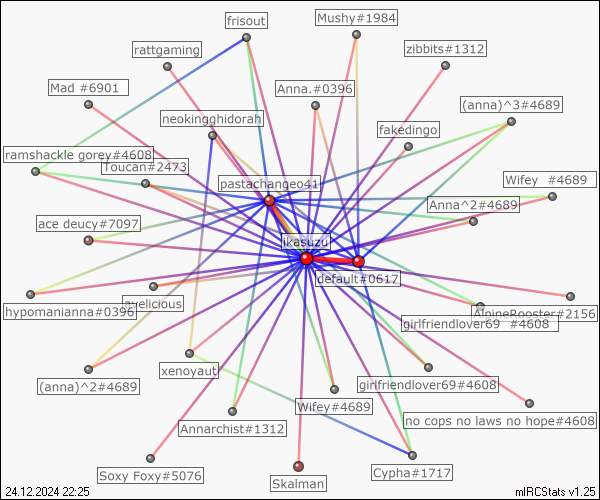 frisout
Mushy#1984
rattgaming
zibbits#1312
Mad #6901
Anna.#0396
(anna)^3#4689
neokingghidorah
fakedingo
ramshackle gorey#4608
Toucan#2473
pastachangeo41
Wifey #4689
Anna^2#4689
ace deucy#7097
jkasuzu
default#0617
hypomanianna#0396
avelicious
AlpineRooster#2156
girlfriendlover69 #4608
xenoyaut
(anna)^2#4689
girlfriendlover69#4608
Wifey#4689
no cops no laws no hope#4608
Annarchist#1312
Soxy Foxy#5076
Skalman
Cypha#1717
24.12.2024 22:25
mIRCStats v1.25